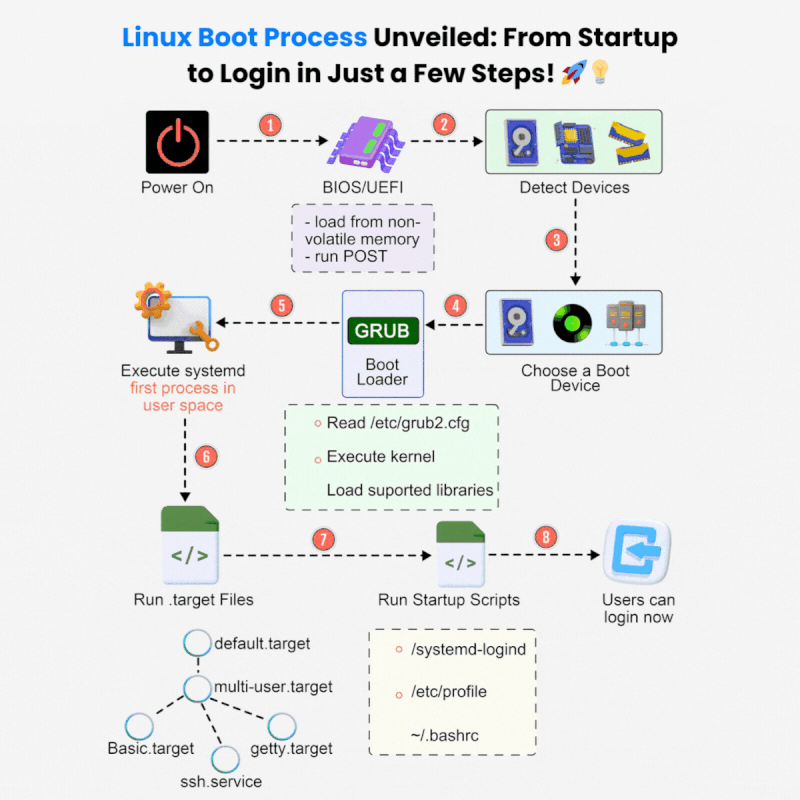 Linux Boot Process Unveiled: From Startup
to Login in Just a Few Steps! 🚀💡
1
2
Power On
BIOS/UEFI
Detect Devices
- load from non-
volatile memory
- run POST
3
5
4
GRUB
Boot
Loader
Execute systemd
first process in
user space
Choose a Boot
Device
6
Read /etc/grub2.cfg
Execute kernel
Load suported libraries
</>
7
</>
8
Run .target Files
Run Startup Scripts
Users can
login now
default.target
multi-user.target
Basic.target
getty.target
ssh.service
/systemd-logind
/etc/profile
~/.bashrc